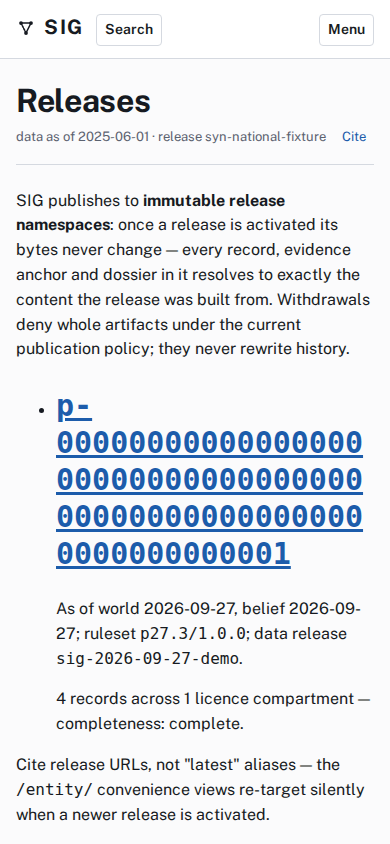 SIG Search Menu
Releases
data as of 2025-06-01 · release syn-national-fixture Cite
SIG publishes to immutable release
namespaces: once a release is activated its
bytes never change — every record, evidence
anchor and dossier in it resolves to exactly the
content the release was built from. Withdrawals
deny whole artifacts under the current
publication policy; they never rewrite history.
• p-
00000000000000000
00000000000000000
00000000000000000
0000000000001
As of world 2026-09-27, belief 2026-09-
27; ruleset p27.3/1.0.0; data release
sig-2026-09-27-demo.
4 records across 1 licence compartment —
completeness: complete.
Cite release URLs, not "latest" aliases — the
/entity/ convenience views re-target silently
when a newer release is activated.